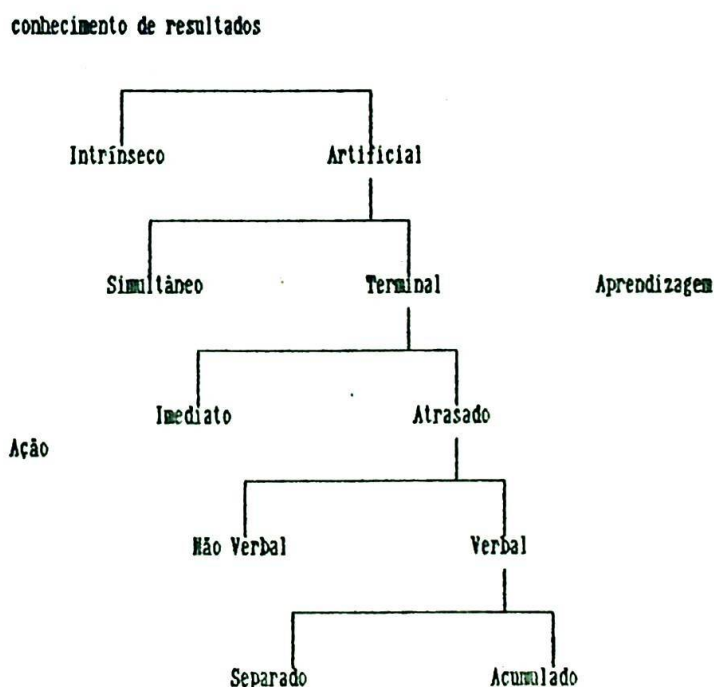 conhecimento de resultados
Intrínseco Artificial
Simultâneo Terminal Aprendizagem
Imediato Atrasado
Ação
Não Verbal Verbal
Separado Acumulado